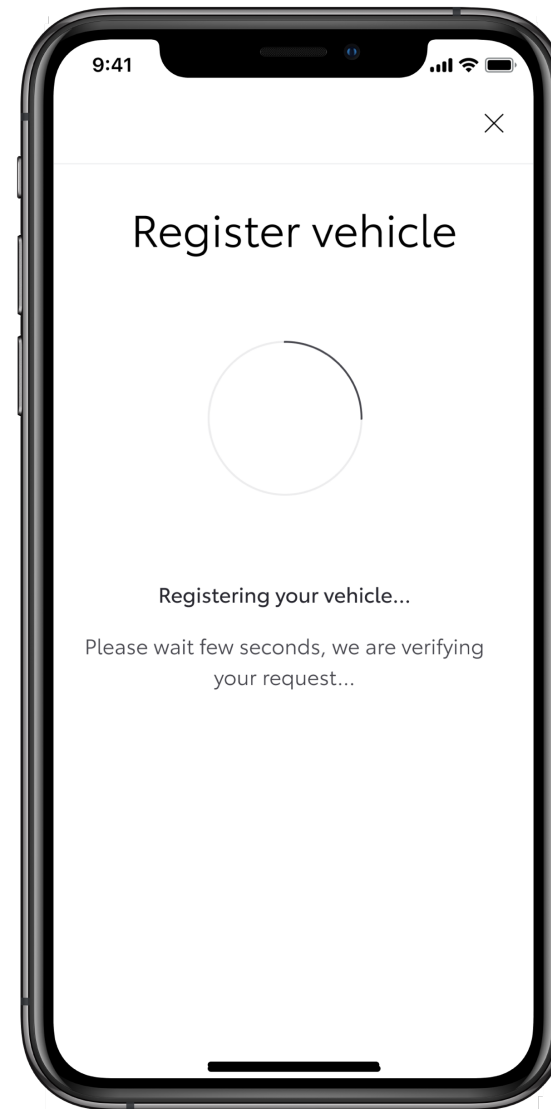 9:41
Register vehicle
Registering your vehicle...
Please wait few seconds, we are verifying
your request...